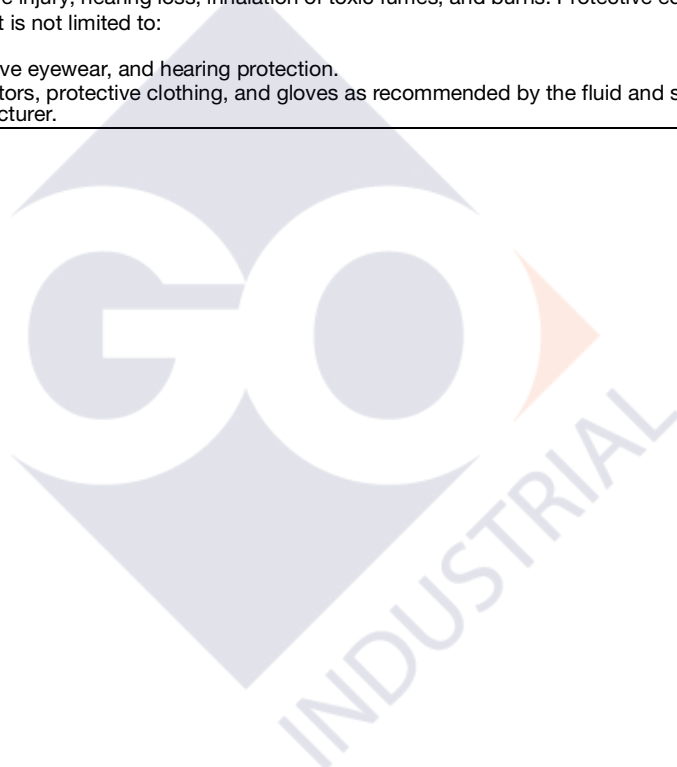 injury, hearing loss, inhalation of toxic fumes, and burns. Protective
t is not limited to:
ve eyewear, and hearing protection.
tors, protective clothing, and gloves as recommended by the fluid and s
cturer.
GO
INDUSTRIAL